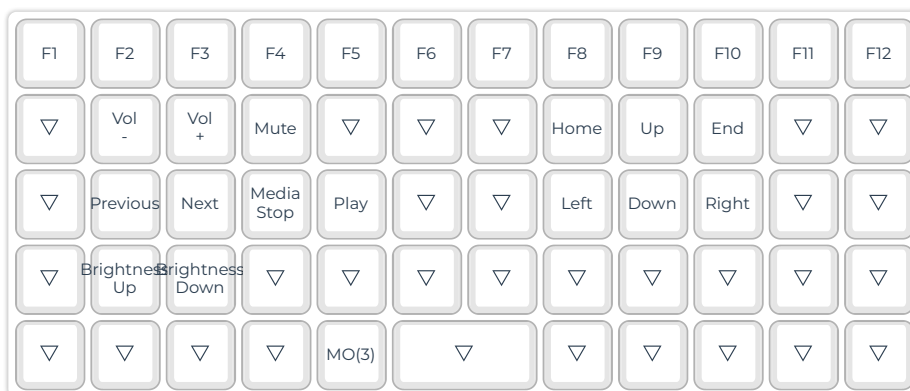 F1 F2 F3 F4 F5 F6 F7 F8 F9 F10 F11 F12
▽ Vol - Vol + Mute ▽ ▽ ▽ Home Up End ▽ ▽
▽ Previous Next Media Stop Play ▽ ▽ Left Down Right ▽ ▽
▽ Brightness Up Brightness Down ▽ ▽ ▽ ▽ ▽ ▽ ▽ ▽ ▽
▽ ▽ ▽ ▽ MO(3) ▽ ▽ ▽ ▽ ▽ ▽